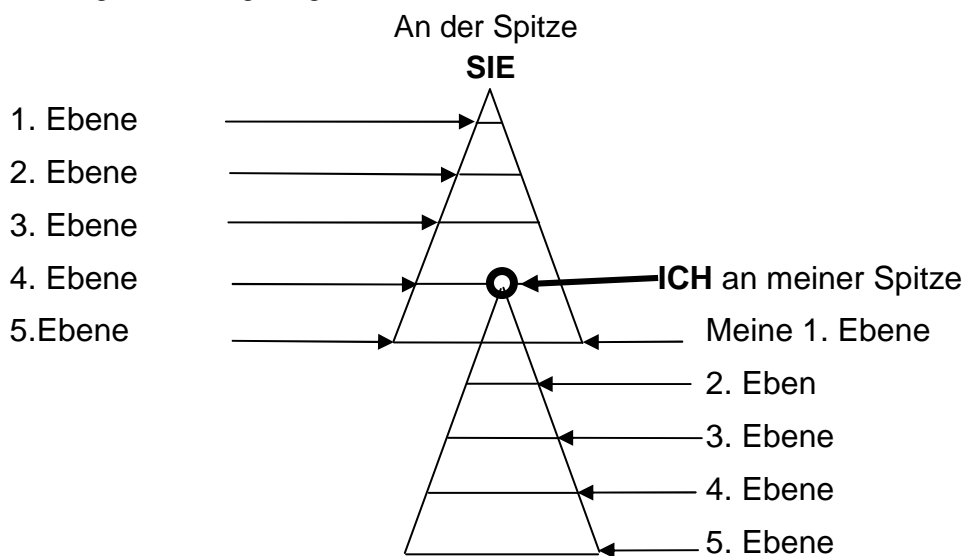 An der Spitze
SIE
1. Ebene
2. Ebene
3. Ebene
4. Ebene
ICH an meiner Spitze
5.Ebene
Meine 1. Ebene
2. Eben
3. Ebene
4. Ebene
5. Ebene